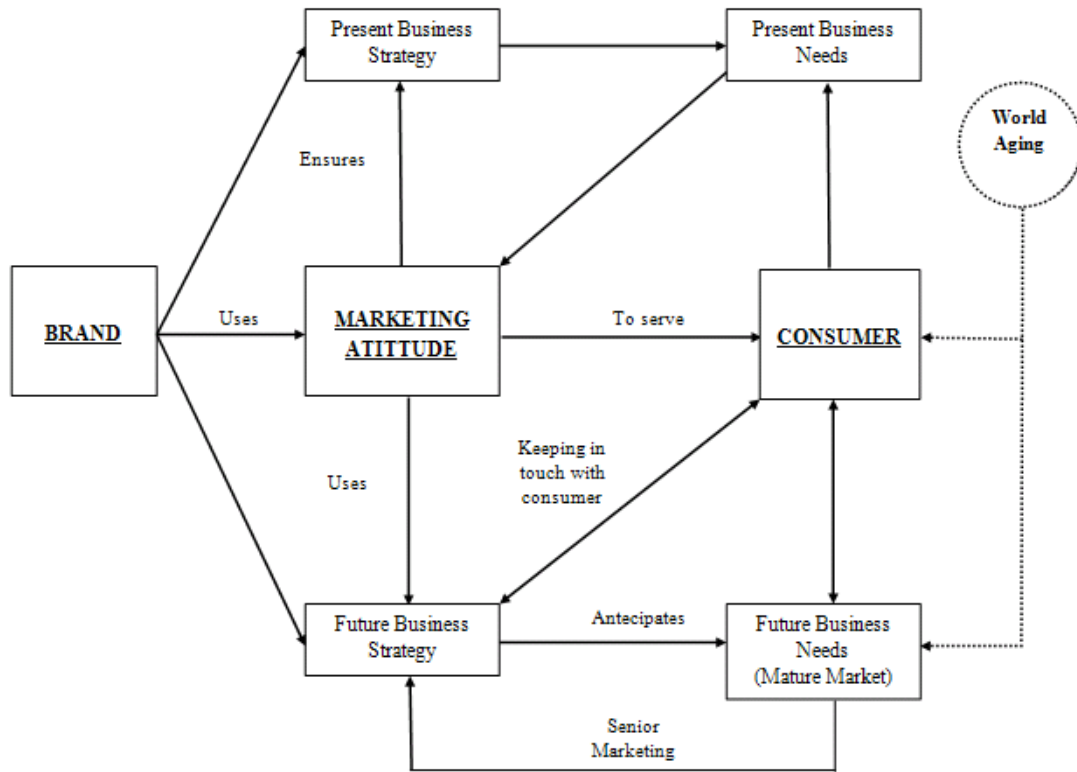 Present Business
Strategy
Present Business
Needs
World
Aging
Ensures
BRAND
Uses
MARKETING
ATITTUDE
To serve
CONSUMER
Keeping in
touch with
consumer
Uses
Future Business
Strategy
Antecipates
Future Business
Needs
(Mature Market)
Senior
Marketing